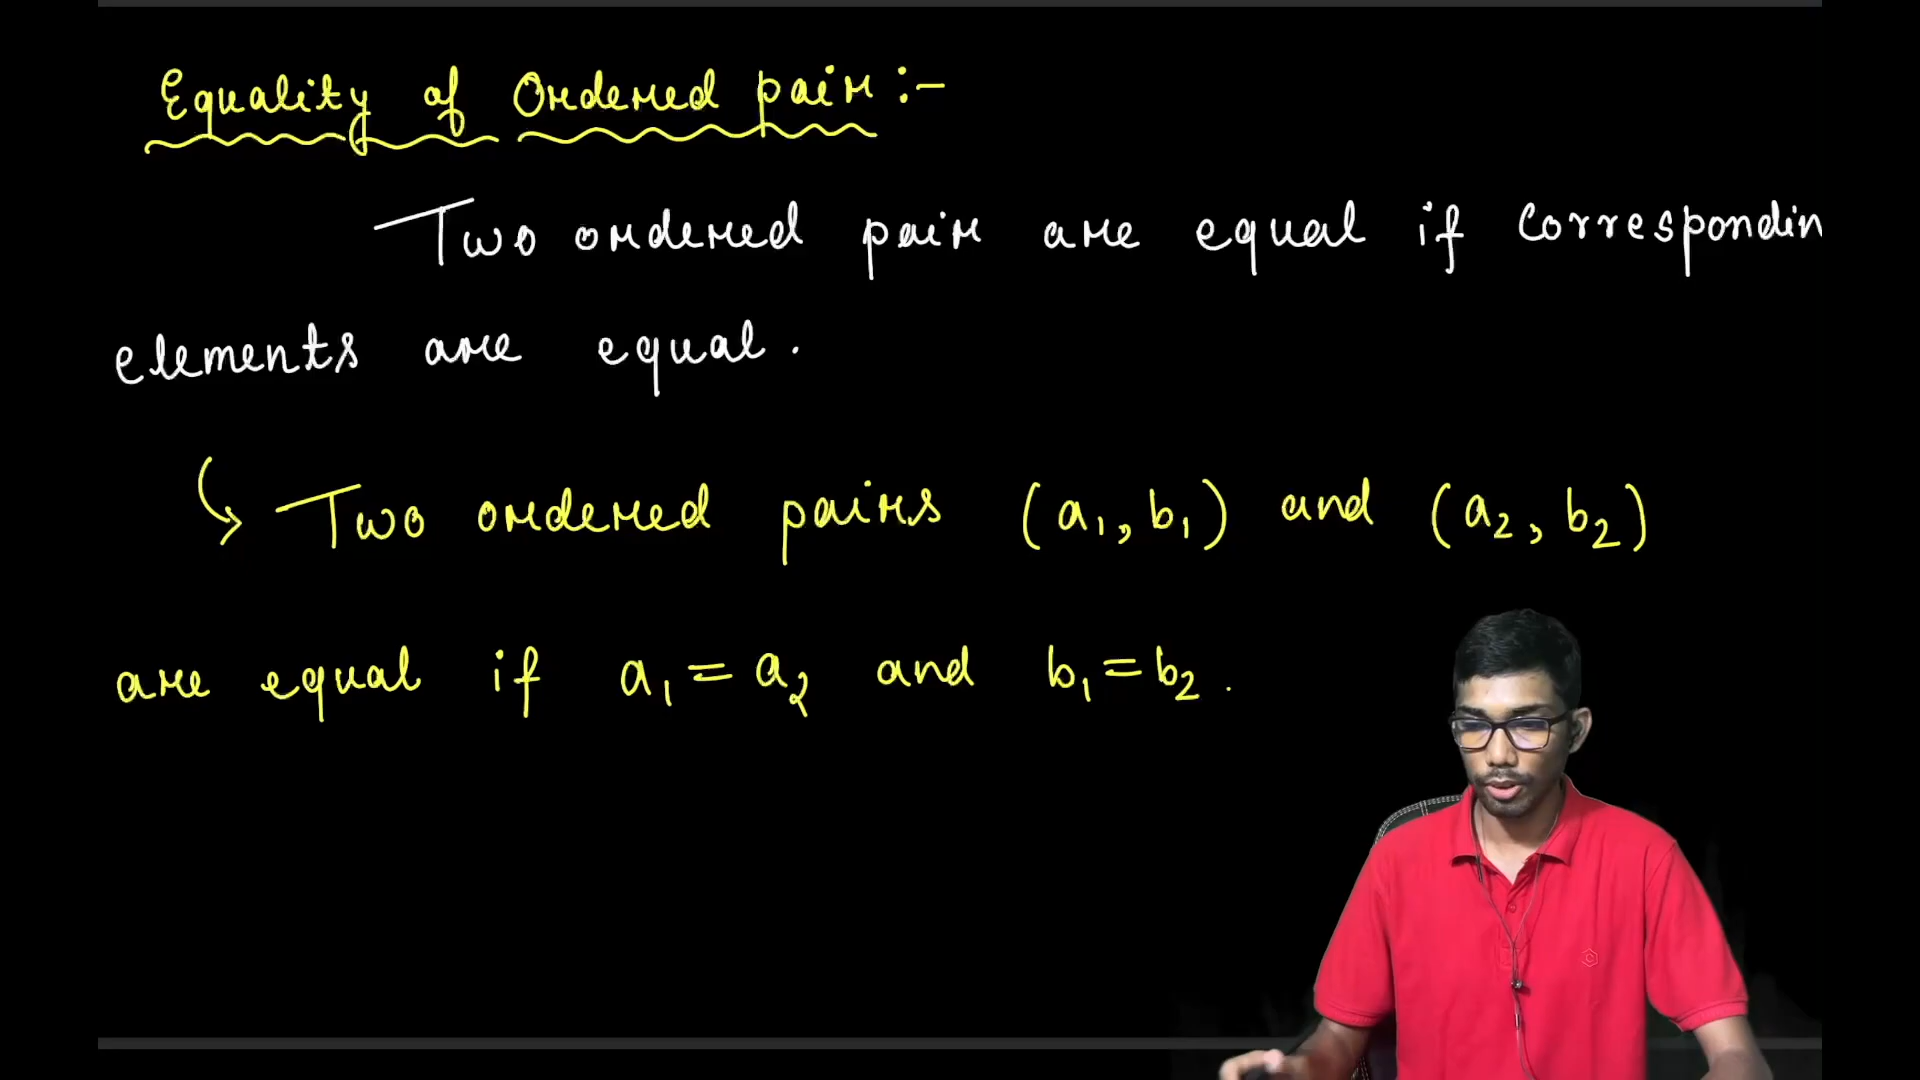 Equality of Ordered pair :-
Two ordered pair are equal if correspondin
elements are equal.
Two ordered pairs (a₁, b₁) and (a₂, b₂)
are equal if a₁ = a₂ and b₁ = b₂.